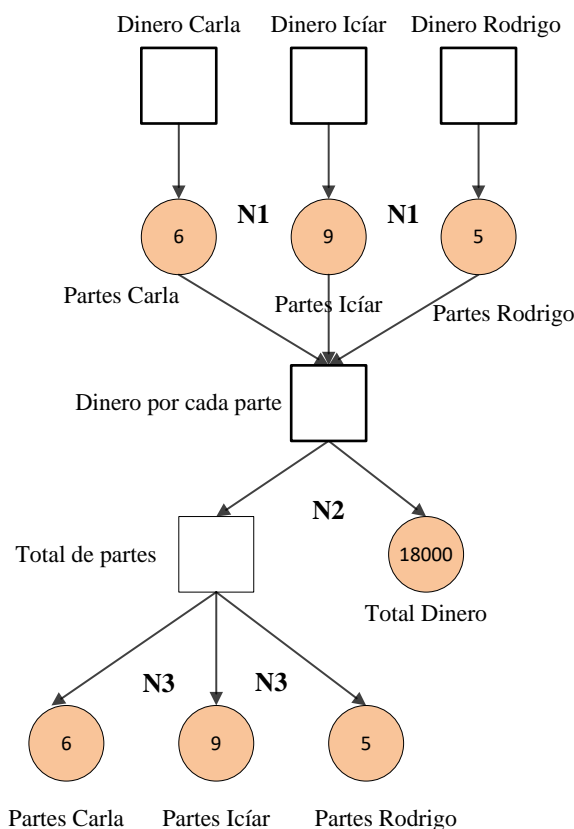 Dinero Carla Dinero Icíar Dinero Rodrigo
6 N1 9 N1 5
Partes Carla Partes Icíar Partes Rodrigo
Dinero por cada parte
N2
Total de partes 18000
Total Dinero
N3 N3
6 9 5
Partes Carla Partes Icíar Partes Rodrigo